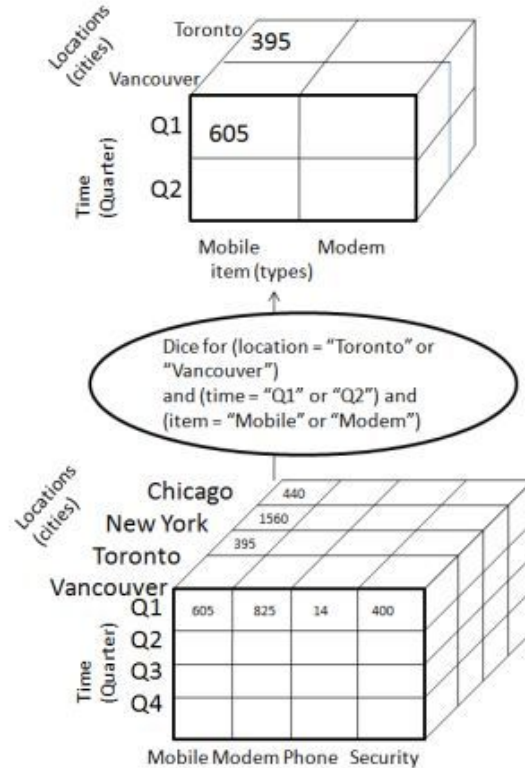 Locations
(cities)
Toronto
395
Vancouver
Time
(Quarter)
Q1
605
Q2
Mobile Modem
item (types)
Dice for (location = “Toronto” or
“Vancouver”)
and (time = “Q1” or “Q2”) and
(item = “Mobile” or “Modem”)
Locations
(cities)
Chicago 440
New York 1560
Toronto 395
Vancouver
Time
(Quarter)
Q1 605 825 14 400
Q2
Q3
Q4
Mobile Modem Phone Security